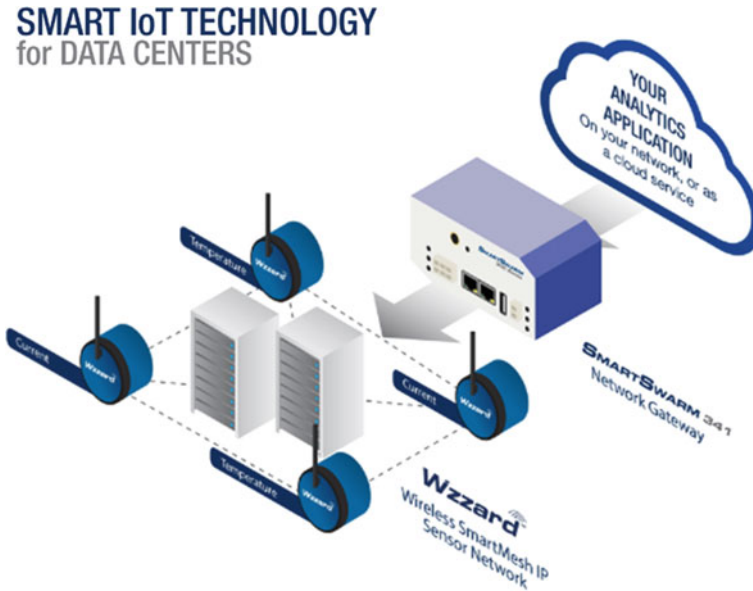 SMART IoT TECHNOLOGY
for DATA CENTERS
YOUR
ANALYTICS
APPLICATION
On your network, or as
a cloud service
Temperature
Wzzard
SMARTSWARM
Current
Wzzard
Current
Wzzard
SMARTSWARM 341
Network Gateway
Temperature
Wzzard
Wzzard
Wireless SmartMesh IP
Sensor Network